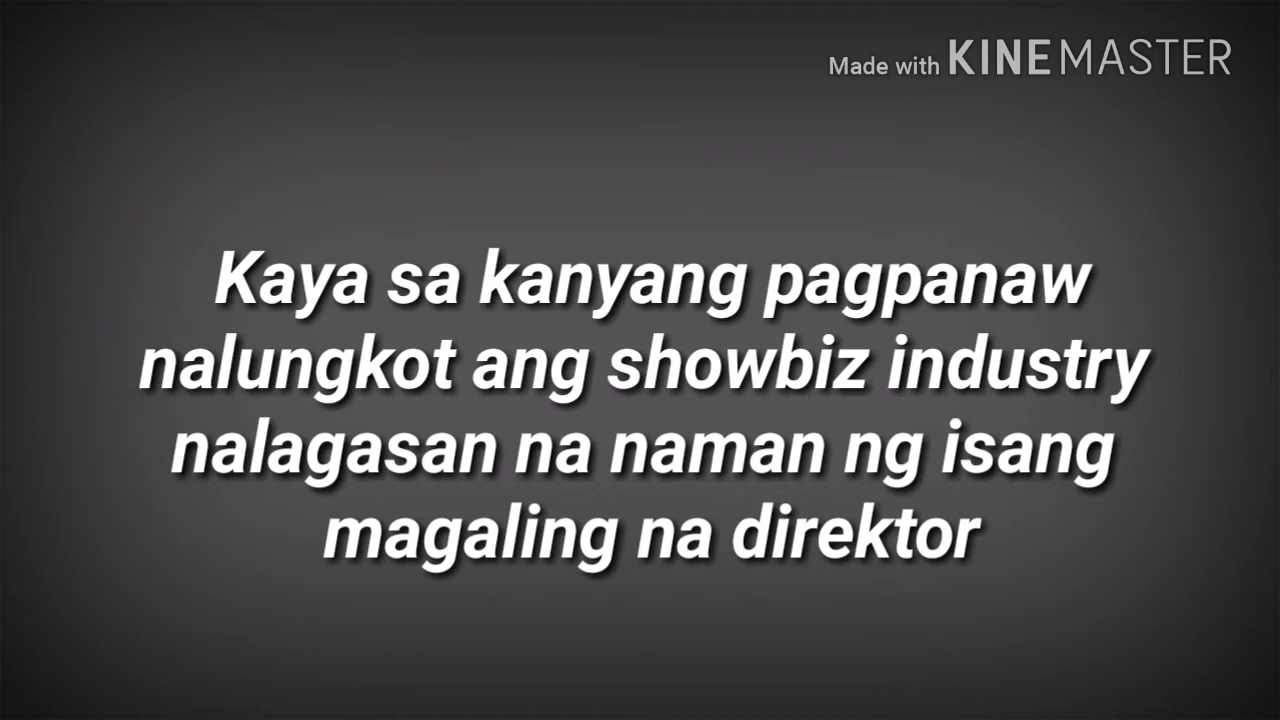 Made with KINEMASTER
Kaya sa kanyang pagpanaw
nalungkot ang showbiz industry
nalagasan na naman ng isang
magaling na direktor